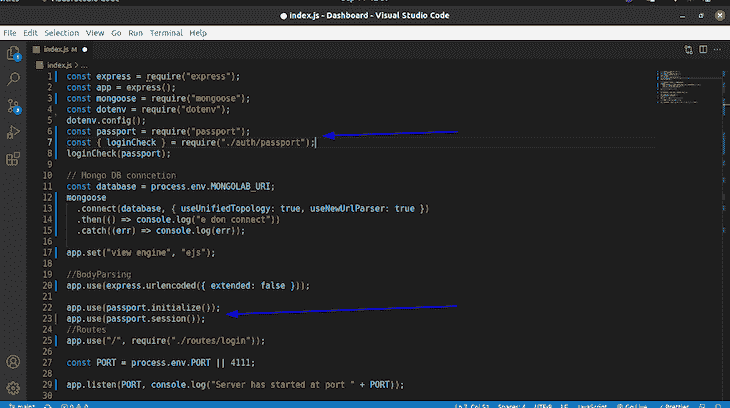 index.js - Dashboard - Visual Studio Code
File Edit Selection View Go Run Terminal Help
index.js M
index.js > ...
1 const express = require("express");
2 const app = express();
3 const mongoose = require("mongoose");
4 const dotenv = require("dotenv");
5 dotenv.config();
6 const passport = require("passport");
7 const { loginCheck } = require("./auth/passport");
8 loginCheck(passport);
9
10 // Mongo DB conncetion
11 const database = process.env.MONGOLAB_URI;
12 mongoose
13 .connect(database, { useUnifiedTopology: true, useNewUrlParser: true })
14 .then(() => console.log("e don connect"))
15 .catch((err) => console.log(err));
16
17 app.set("view engine", "ejs");
18
19 //BodyParsing
20 app.use(express.urlencoded({ extended: false }));
21
22 app.use(passport.initialize());
23 app.use(passport.session());
24 //Routes
25 app.use("/", require("./routes/login"));
26
27 const PORT = process.env.PORT || 4111;
28
29 app.listen(PORT, console.log("Server has started at port " + PORT));
30